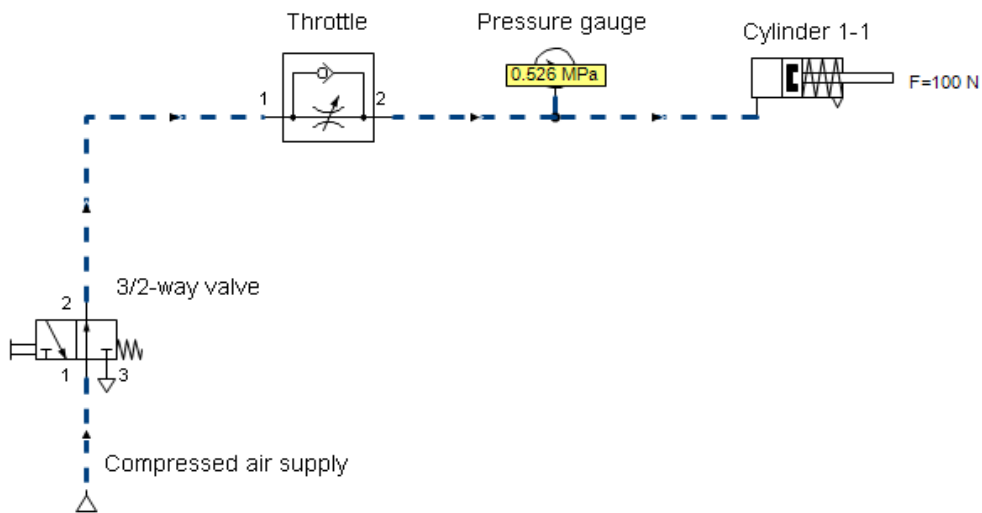 Throttle
Pressure gauge
Cylinder 1-1
0.526 MPa
F=100 N
1
2
3/2-way valve
2
1
3
Compressed air supply